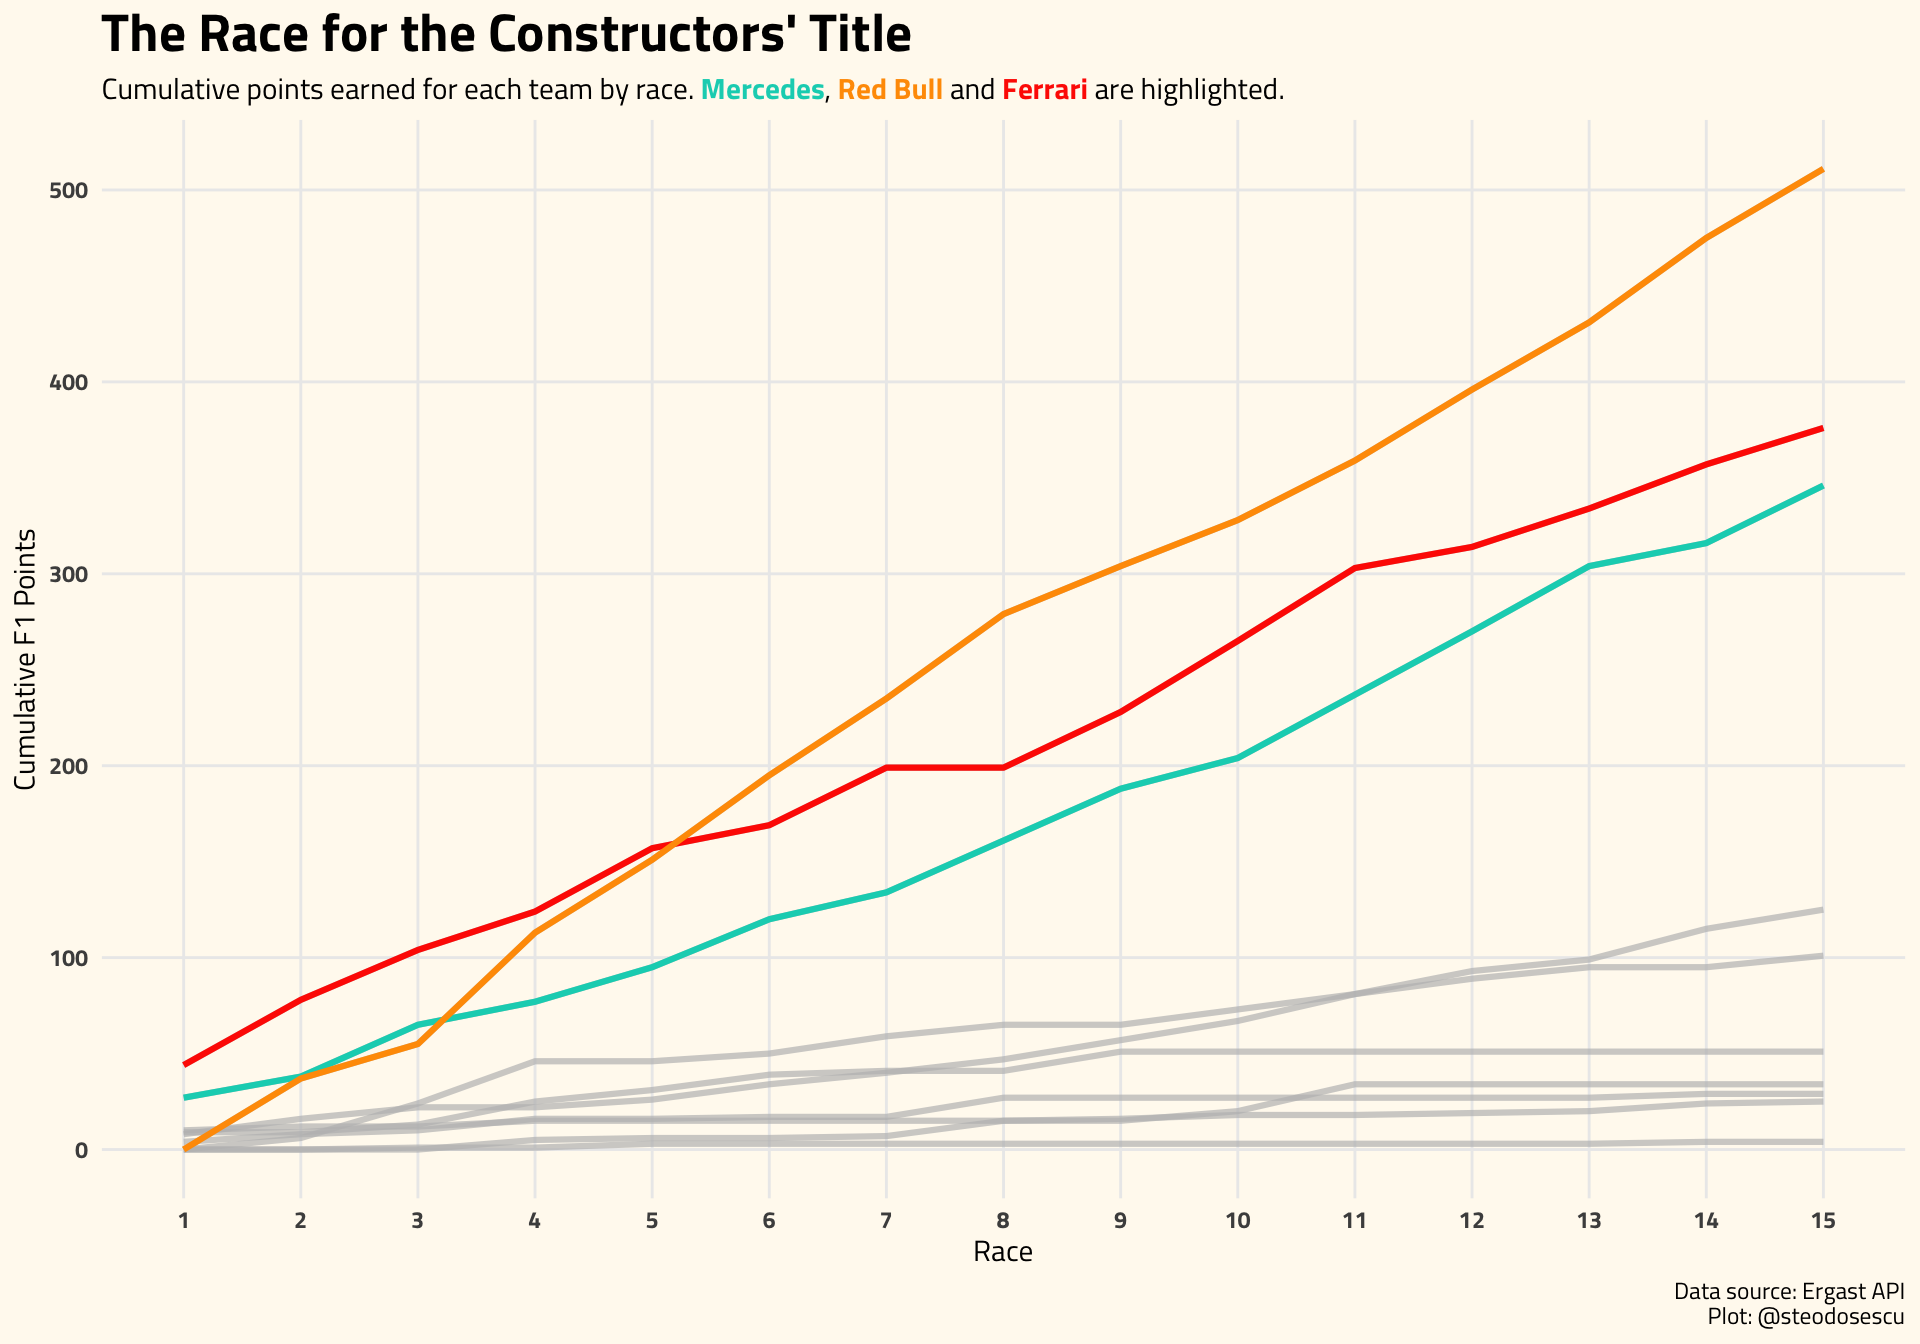 The Race for the Constructors' Title
Cumulative points earned for each team by race. Mercedes, Red Bull and Ferrari are highlighted.
Cumulative F1 Points
500
400
300
200
100
0
1 2 3 4 5 6 7 8 9 10 11 12 13 14 15
Race
Data source: Ergast API
Plot: @steodosescu